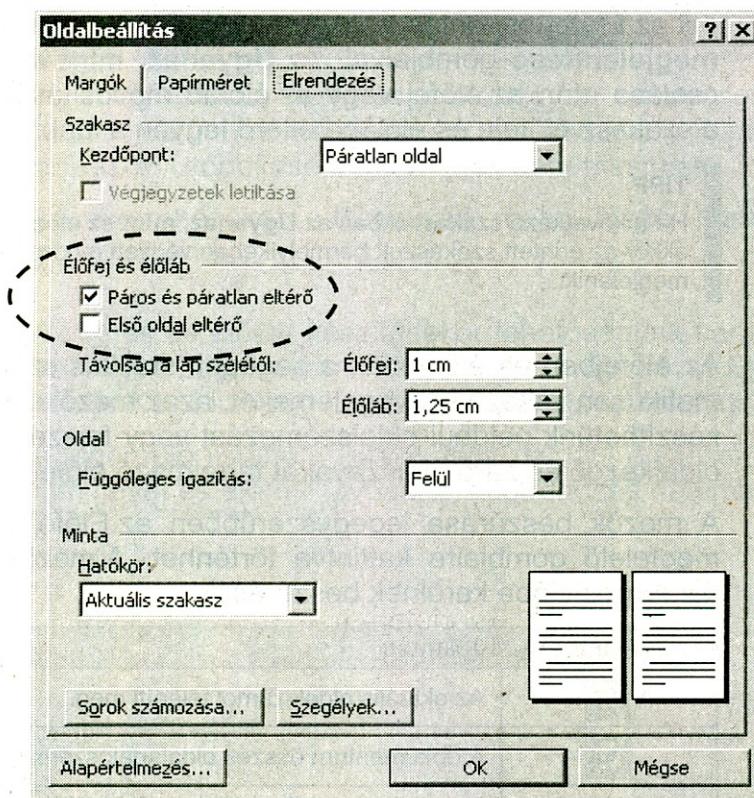 Oldalbeállítás
Margók Papírméret Elrendezés
Szakasz
Kezdőpont: Páratlan oldal
Végjegyzetek letiltása
Élőfej és élőláb
Páros és páratlan eltérő
Első oldal eltérő
Távolság a lap szélétől: Élőfej: 1 cm
Élőláb: 1,25 cm
Oldal
Függőleges igazítás: Felül
Minta
Hatókör:
Aktuális szakasz
Sorok számozása... Szegélyek...
Alapértelmezés... OK Mégse